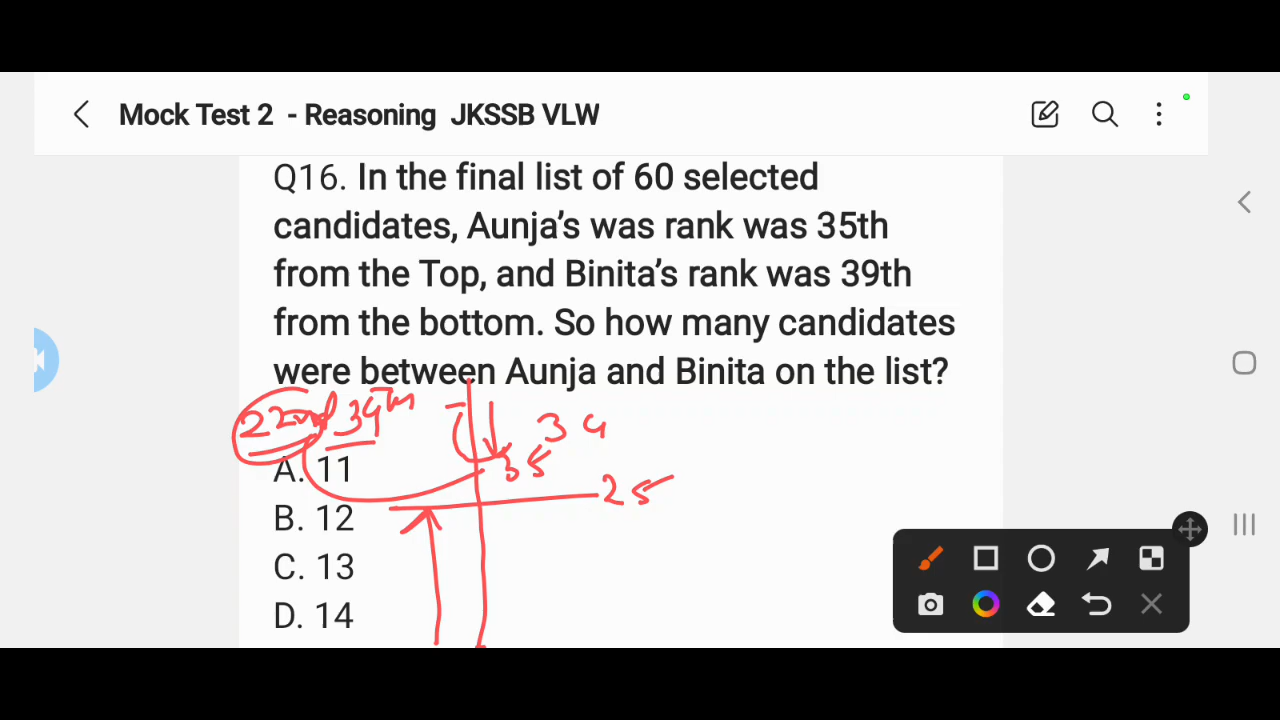 Mock Test 2 - Reasoning JKSSB VLW
Q16. In the final list of 60 selected
candidates, Aunja's was rank was 35th
from the Top, and Binita's rank was 39th
from the bottom. So how many candidates
were between Aunja and Binita on the list?
22nd 39th
34
A. 11
35
25
B. 12
C. 13
D. 14